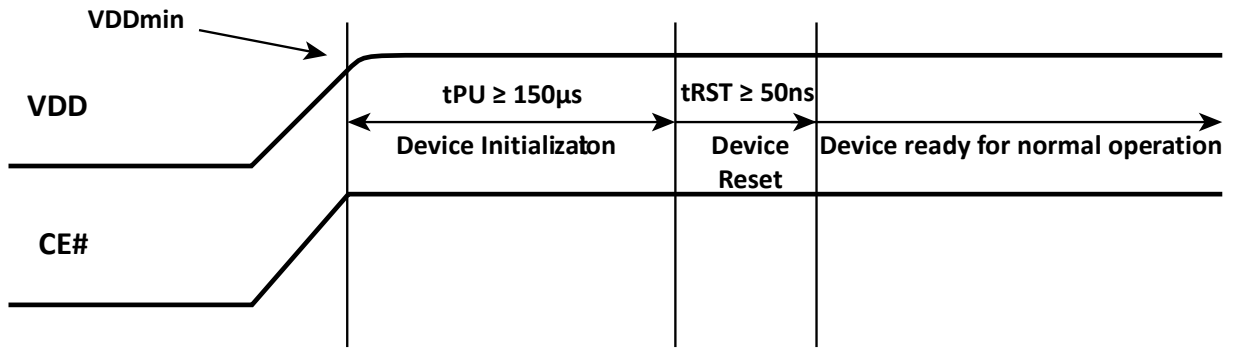 VDDmin
VDD
tPU ≥ 150μs
tRST ≥ 50ns
Device Initializaton
Device
Reset
Device ready for normal operation
CE#